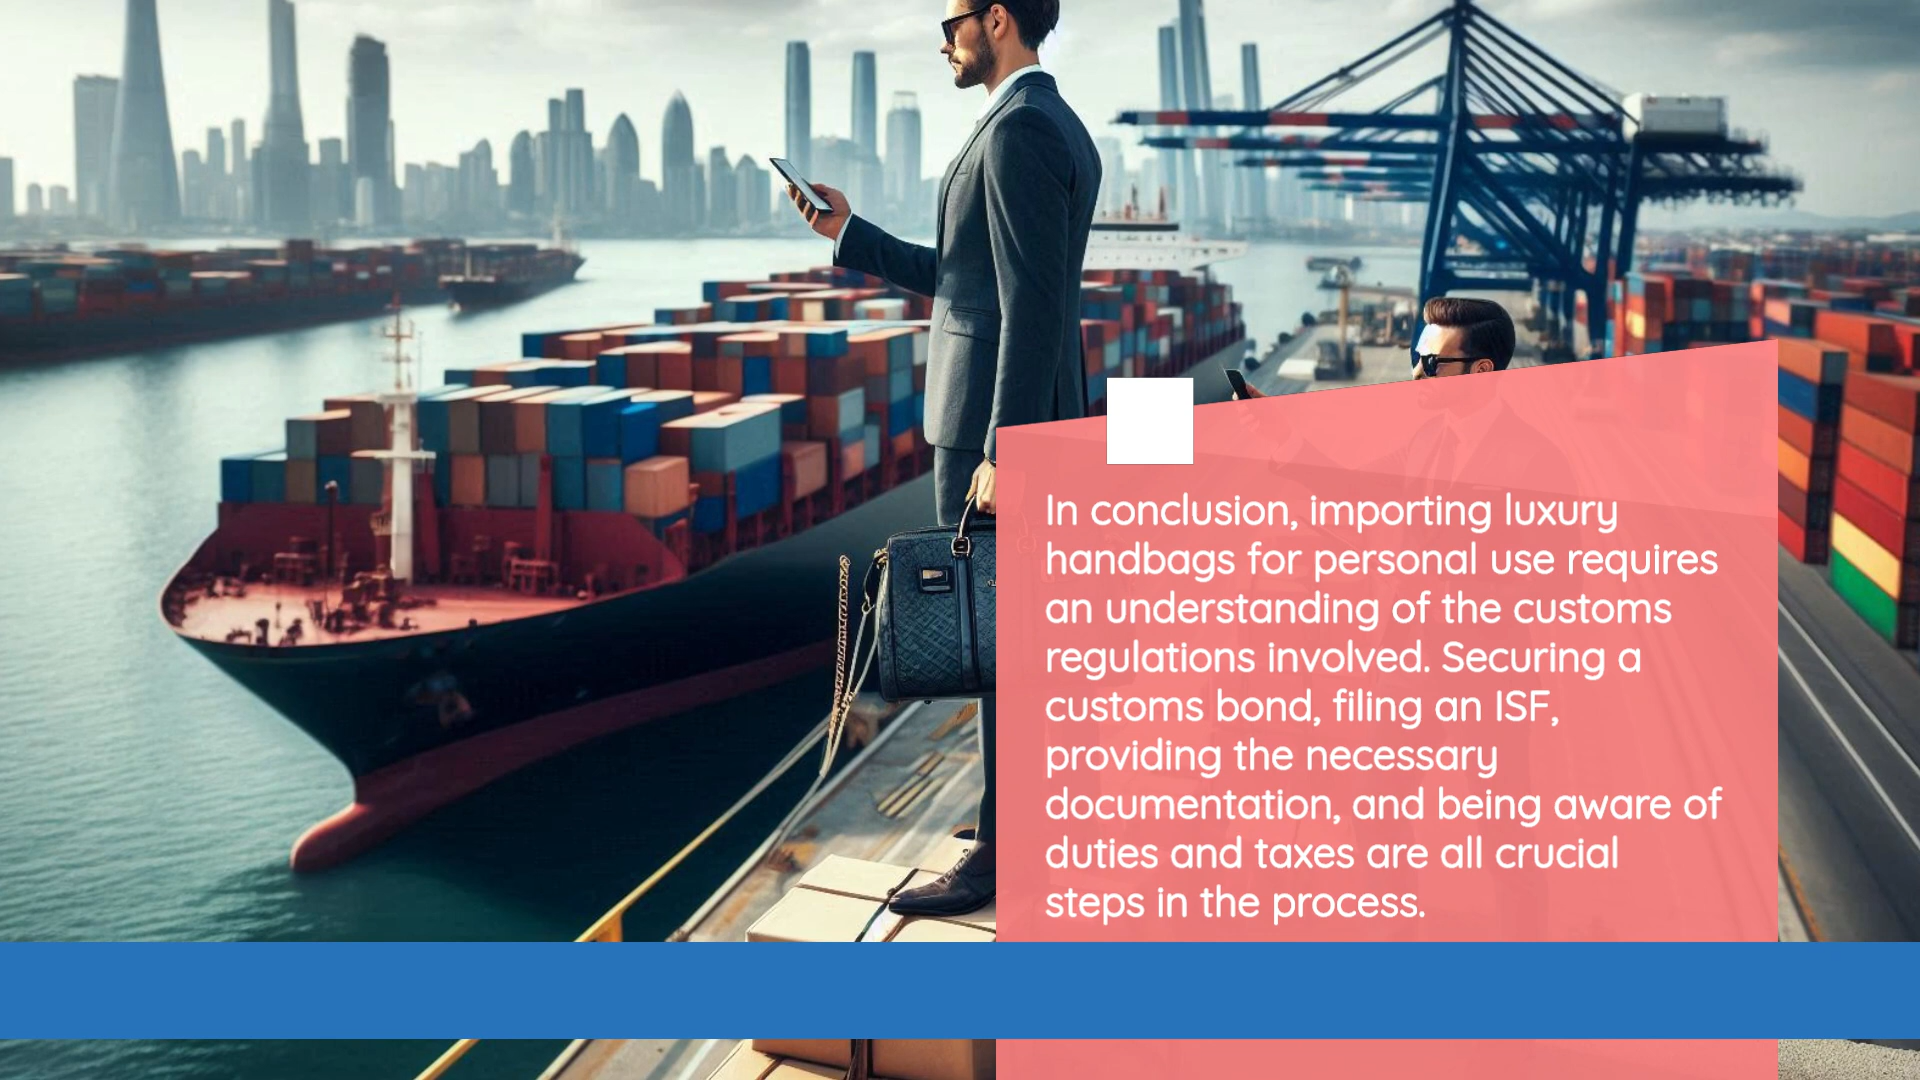 In conclusion, importing luxury
handbags for personal use requires
an understanding of the customs
regulations involved. Securing a
customs bond, filing an ISF,
providing the necessary
documentation, and being aware of
duties and taxes are all crucial
steps in the process.